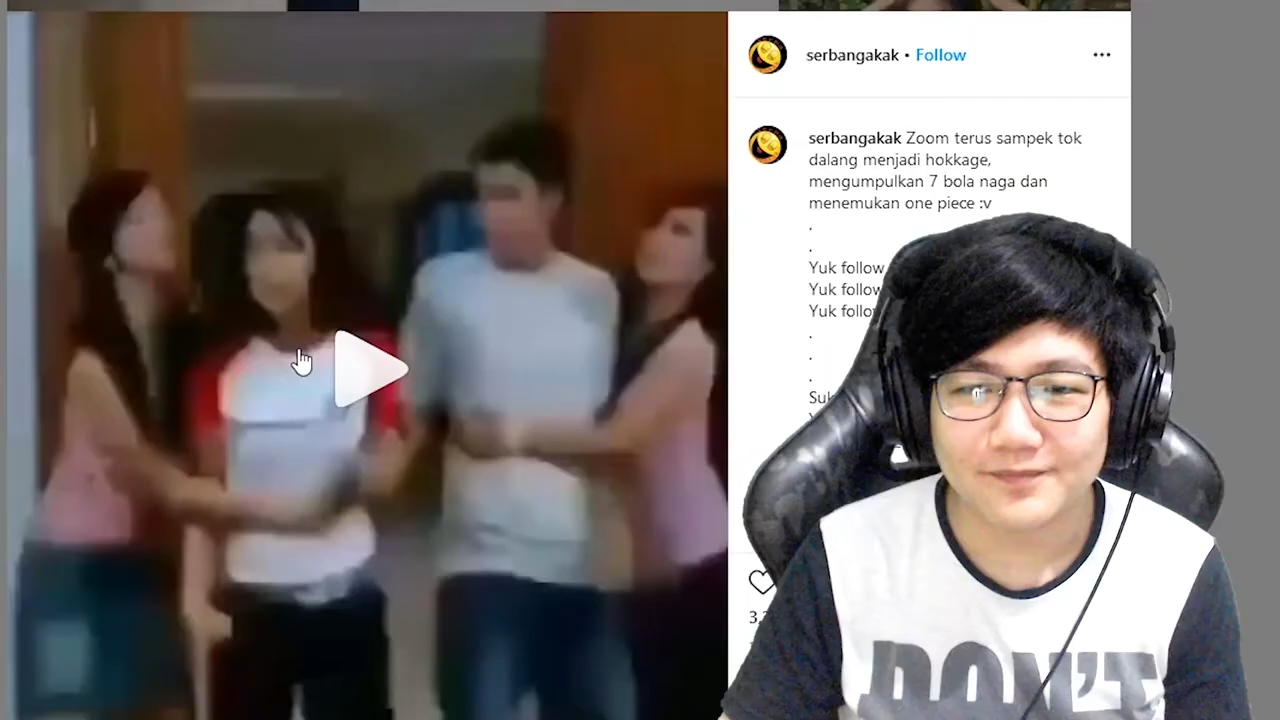 serbangakak • Follow
serbangakak Zoom terus sampek tok
dalang menjadi hokkage,
mengumpulkan 7 bola naga dan
menemukan one piece :v
.
.
Yuk follow
Yuk follow
Yuk follow
.
.
.
Suk
DON'T